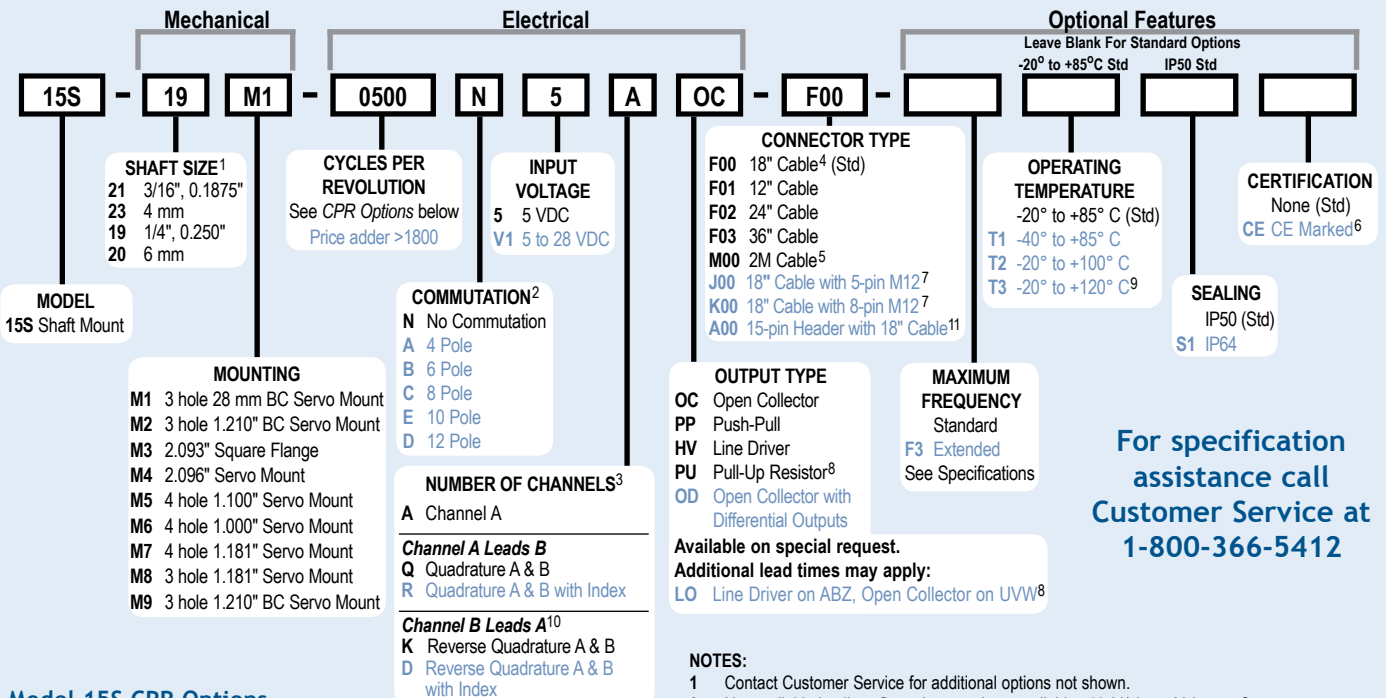 Mechanical
Electrical
Optional Features
Leave Blank For Standard Options
-20⁰ to +85⁰C Std
IP50 Std
15S - 19 M1 - 0500 N 5 A OC - F00 -
MODEL
15S Shaft Mount
SHAFT SIZE1
21 3/16", 0.1875"
23 4 mm
19 1/4", 0.250"
20 6 mm
MOUNTING
M1 3 hole 28 mm BC Servo Mount
M2 3 hole 1.210" BC Servo Mount
M3 2.093" Square Flange
M4 2.096" Servo Mount
M5 4 hole 1.100" Servo Mount
M6 4 hole 1.000" Servo Mount
M7 4 hole 1.181" Servo Mount
M8 3 hole 1.181" Servo Mount
M9 3 hole 1.210" BC Servo Mount
CYCLES PER
REVOLUTION
See CPR Options below
Price adder >1800
COMMUTATION2
N No Commutation
A 4 Pole
B 6 Pole
C 8 Pole
E 10 Pole
D 12 Pole
INPUT
VOLTAGE
5 5 VDC
V1 5 to 28 VDC
NUMBER OF CHANNELS3
A Channel A
Channel A Leads B
Q Quadrature A & B
R Quadrature A & B with Index
Channel B Leads A10
K Reverse Quadrature A & B
D Reverse Quadrature A & B
with Index
CONNECTOR TYPE
F00 18" Cable4 (Std)
F01 12" Cable
F02 24" Cable
F03 36" Cable
M00 2M Cable5
J00 18" Cable with 5-pin M127
K00 18" Cable with 8-pin M127
A00 15-pin Header with 18" Cable11
OUTPUT TYPE
OC Open Collector
PP Push-Pull
HV Line Driver
PU Pull-Up Resistor8
OD Open Collector with
Differential Outputs
Available on special request.
Additional lead times may apply:
LO Line Driver on ABZ, Open Collector on UVW8
MAXIMUM
FREQUENCY
Standard
F3 Extended
See Specifications
OPERATING
TEMPERATURE
-20° to +85° C (Std)
T1 -40° to +85° C
T2 -20° to +100° C
T3 -20° to +120° C9
SEALING
IP50 (Std)
S1 IP64
CERTIFICATION
None (Std)
CE CE Marked6
For specification
assistance call
Customer Service at
1-800-366-5412
NOTES:
1 Contact Customer Service for additional options not shown.
Model 15S CPR Options